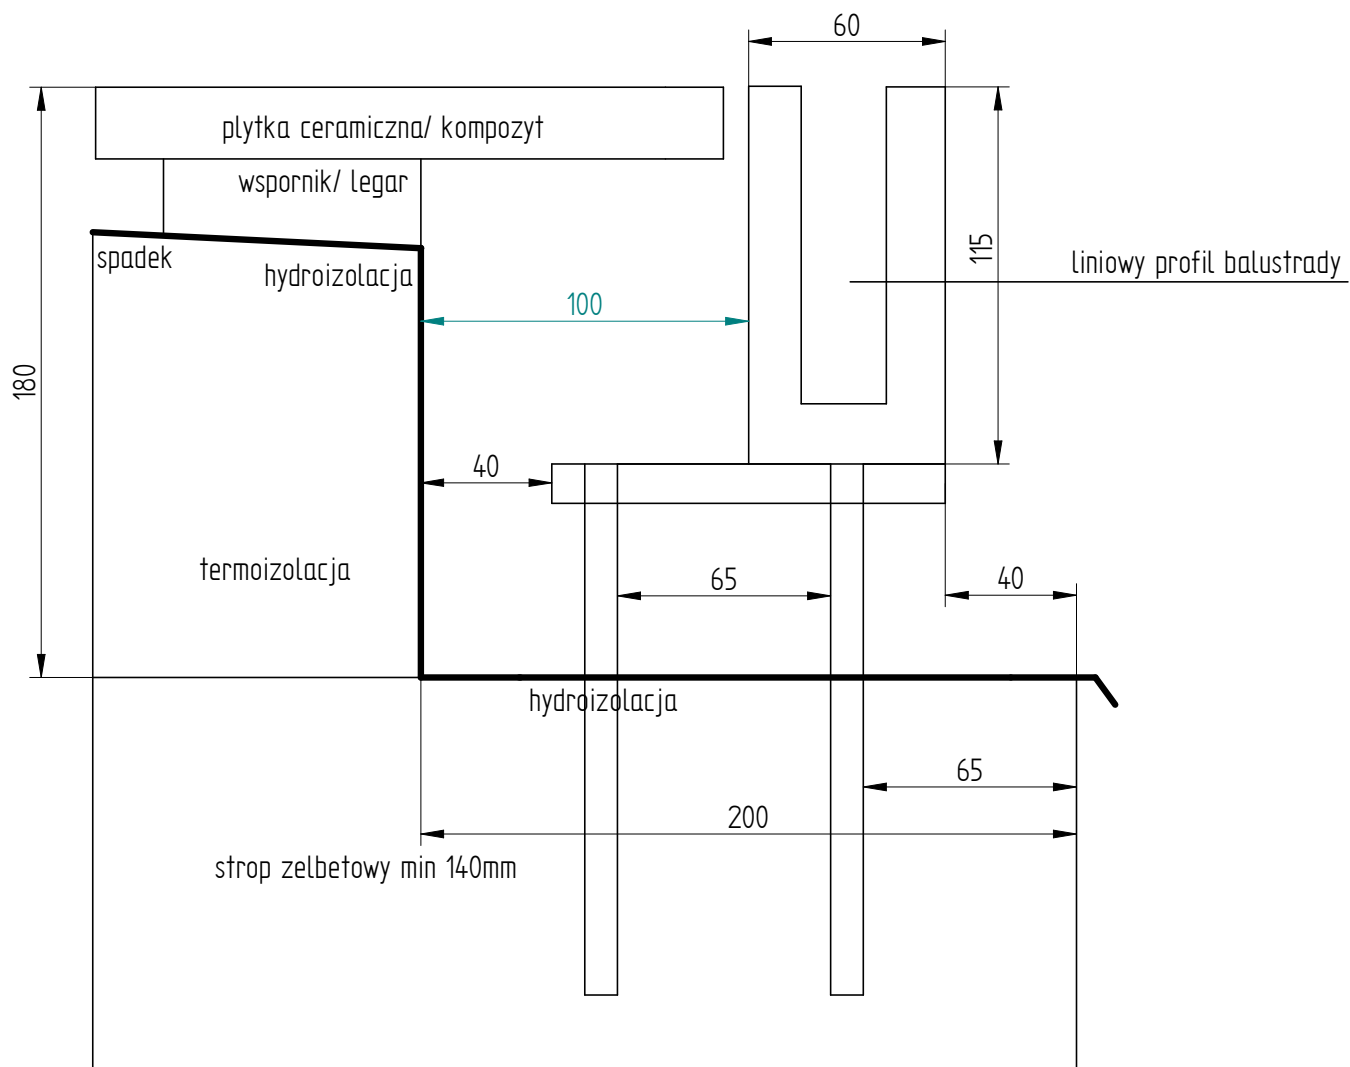 60
plytka ceramiczna/ kompozyt
wspornik/ legar
spadek
hydroizolacja
115
liniowy profil balustrady
100
180
40
termoizolacja
65
40
hydroizolacja
65
200
strop zelbetowy min 140mm